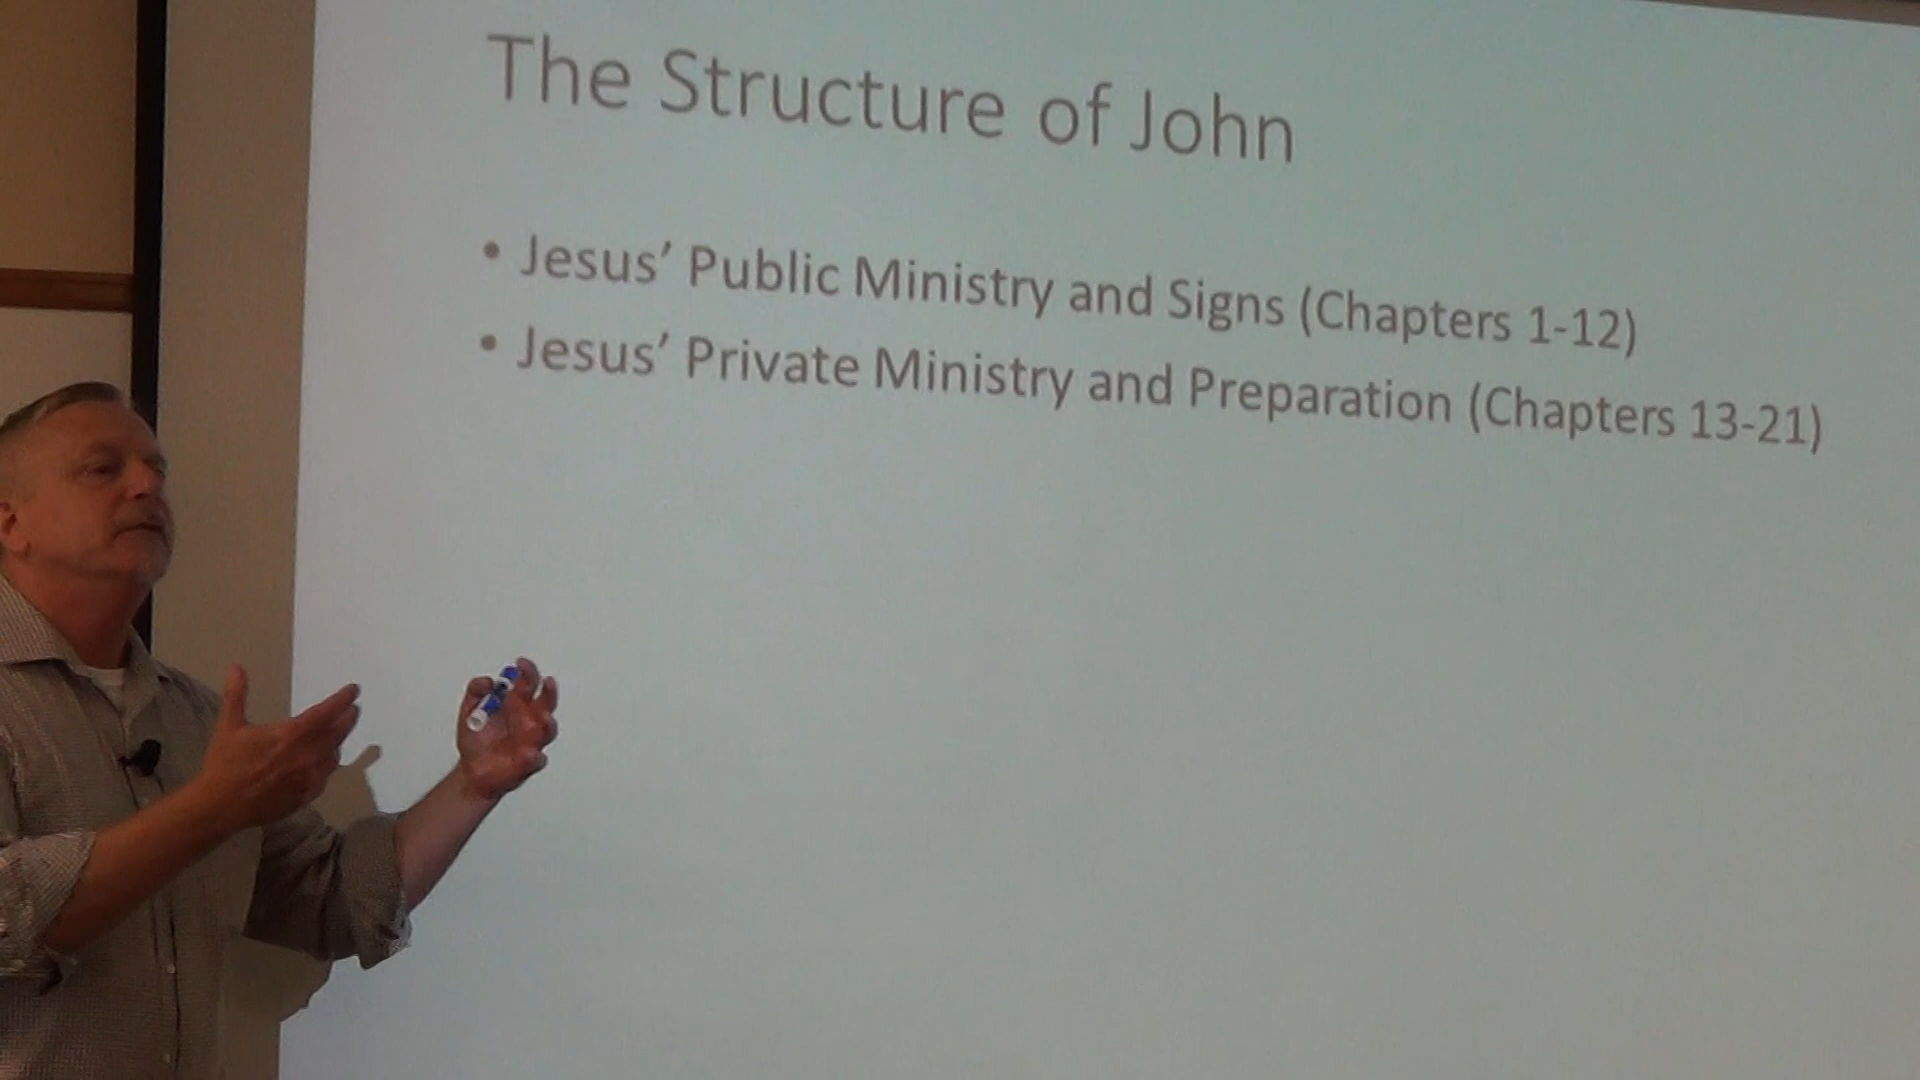 The Structure of John
• Jesus’ Public Ministry and Signs (Chapters 1-12)
• Jesus’ Private Ministry and Preparation (Chapters 13-21)